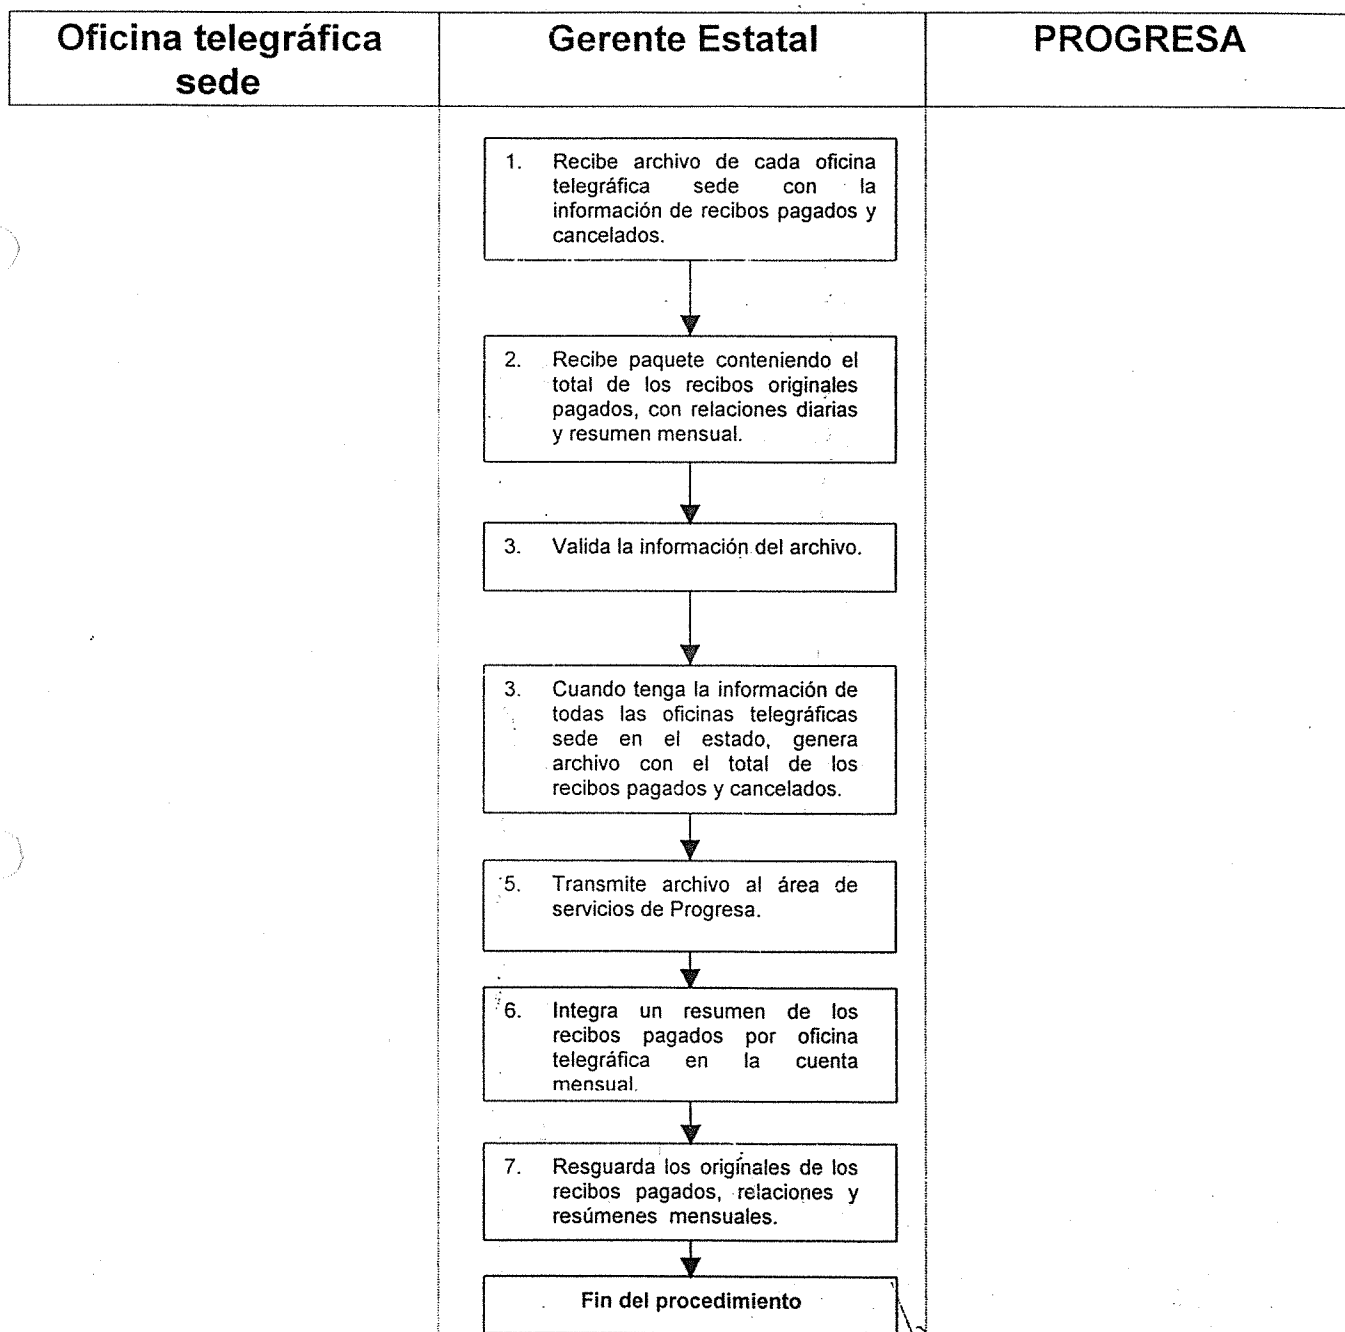 Oficina telegráfica
sede
Gerente Estatal
PROGRESA
1. Recibe archivo de cada oficina
telegráfica sede con la
información de recibos pagados y
cancelados.
2. Recibe paquete conteniendo el
total de los recibos originales
pagados, con relaciones diarias
y resumen mensual.
3. Valida la información del archivo.
3. Cuando tenga la información de
todas las oficinas telegráficas
sede en el estado, genera
archivo con el total de los
recibos pagados y cancelados.
5. Transmite archivo al área de
servicios de Progresa.
6. Integra un resumen de los
recibos pagados por oficina
telegráfica en la cuenta
mensual.
7. Resguarda los originales de los
recibos pagados, relaciones y
resúmenes mensuales.
Fin del procedimiento